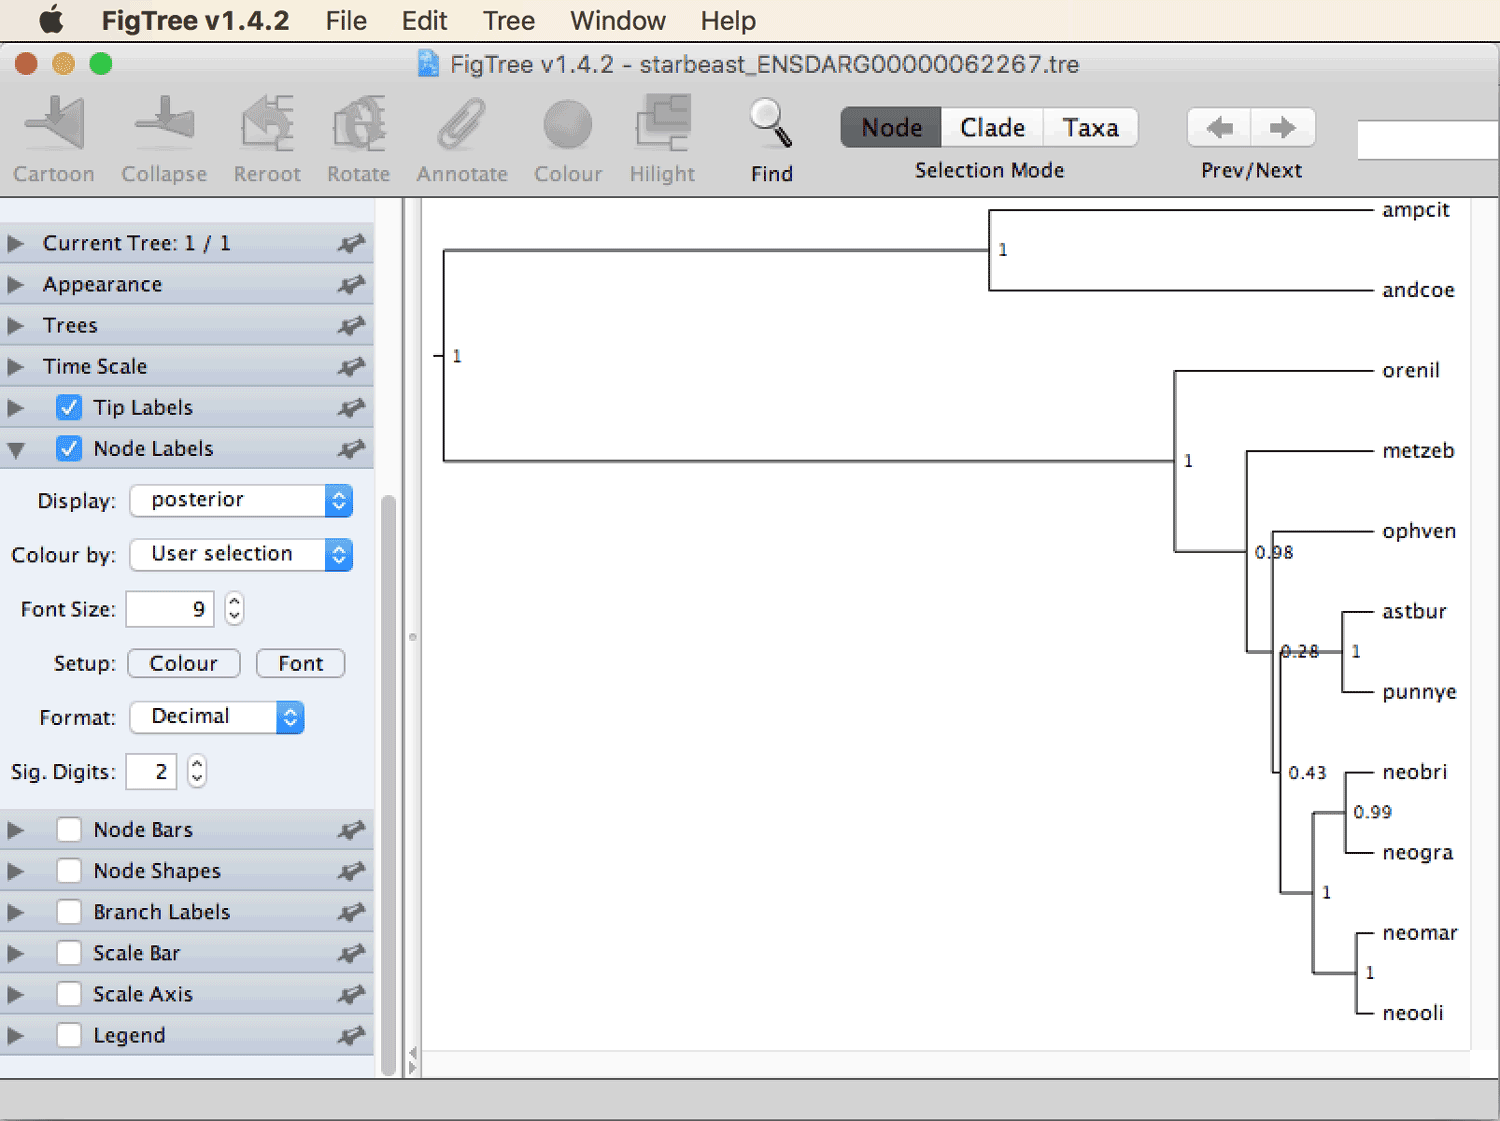 FigTree v1.4.2 File Edit Tree Window Help
FigTree v1.4.2 - starbeast_ENSDARG00000062267.tre
Cartoon Collapse Reroot Rotate Annotate Colour Hilight Find
Node Clade Taxa
Selection Mode
Prev/Next
Current Tree: 1 / 1
Appearance
Trees
Time Scale
Tip Labels
Node Labels
Display: posterior
Colour by: User selection
Font Size: 9
Setup: Colour Font
Format: Decimal
Sig. Digits: 2
Node Bars
Node Shapes
Branch Labels
Scale Bar
Scale Axis
Legend
ampcit
1
andcoe
1
orenil
metzeb
1
ophven
0.98
astbur
0.28
1
punnye
neobri
0.43
0.99
neogra
1
neomar
1
neooli